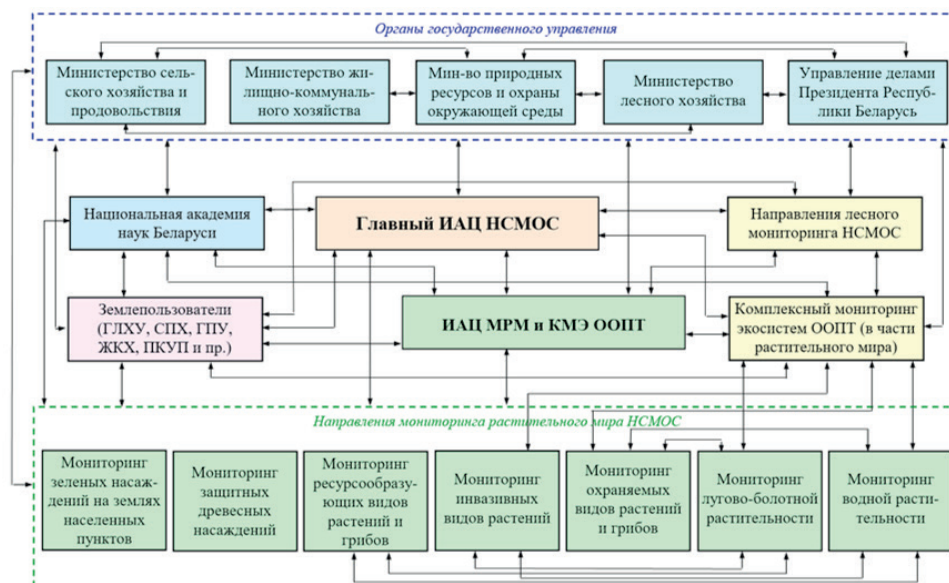 Органы государственного управления
Министерство сель-
ского хозяйства и
продовольствия
Министерство жи-
лищно-коммуналь-
ного хозяйства
Мин-во природных
ресурсов и охраны
окружающей среды
Министерство
лесного хозяйства
Управление делами
Президента Респуб-
лики Беларусь
Национальная академия
наук Беларуси
Главный ИАЦ НСМОС
Направления лесного
мониторинга НСМОС
Землепользователи
(ГЛХУ, СПХ, ГПУ,
ЖКХ, ПКУП и пр.)
ИАЦ МРМ и КМЭ ООПТ
Комплексный мониторинг
экосистем ООПТ (в части
растительного мира)
Направления мониторинга растительного мира НСМОС
Мониторинг
зеленых насаж-
дений на землях
населенных
пунктов
Мониторинг
защитных
древесных
насаждений
Мониторинг
ресурсообразу-
ющих видов
растений и
грибов
Мониторинг
инвазивных
видов растений
Мониторинг
охраняемых
видов растений
и грибов
Мониторинг
лугово-болотной
растительности
Мониторинг
водной расти-
тельности